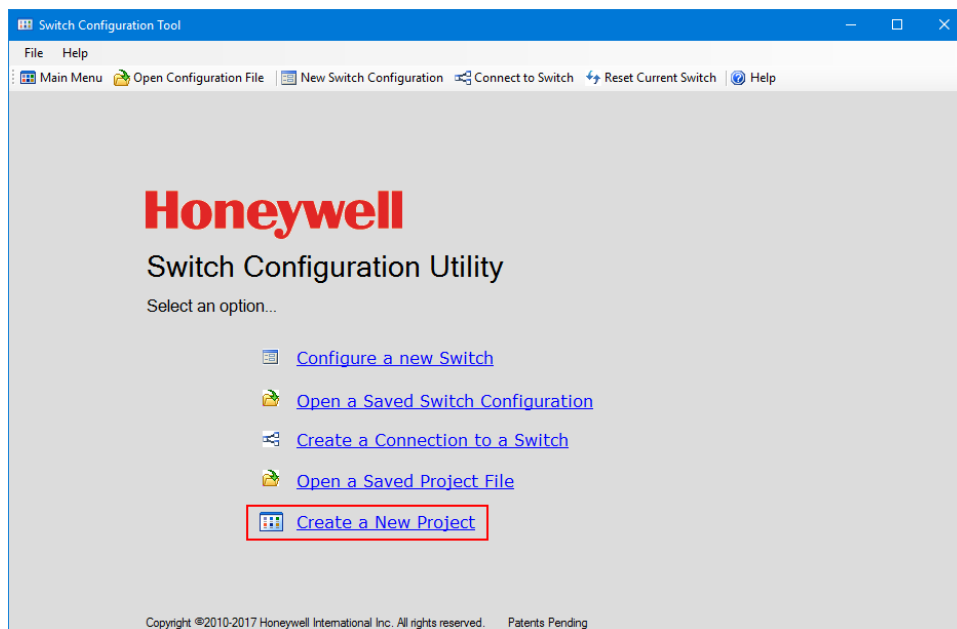 Switch Configuration Tool
File Help
Main Menu Open Configuration File New Switch Configuration Connect to Switch Reset Current Switch Help
Honeywell
Switch Configuration Utility
Select an option...
Configure a new Switch
Open a Saved Switch Configuration
Create a Connection to a Switch
Open a Saved Project File
Create a New Project
Copyright ©2010-2017 Honeywell International Inc. All rights reserved. Patents Pending